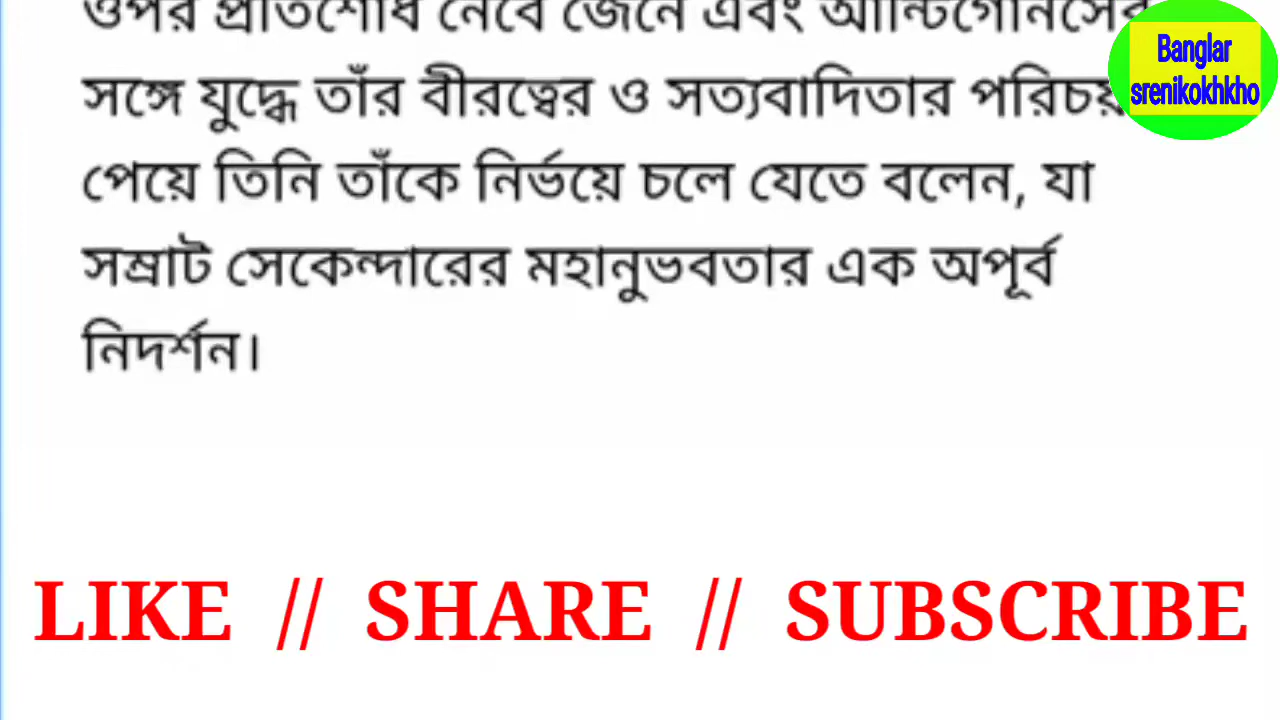 ওপর প্রতিশোধ নেবে জেনে এবং আন্টিগোনসের
সঙ্গে যুদ্ধে তাঁর বীরত্বের ও সত্যবাদিতার পরিচয়
পেয়ে তিনি তাঁকে নির্ভয়ে চলে যেতে বলেন, যা
সম্রাট সেকেন্দারের মহানুভবতার এক অপূর্ব
নিদর্শন।
Banglar
srenikokhkho
LIKE // SHARE // SUBSCRIBE